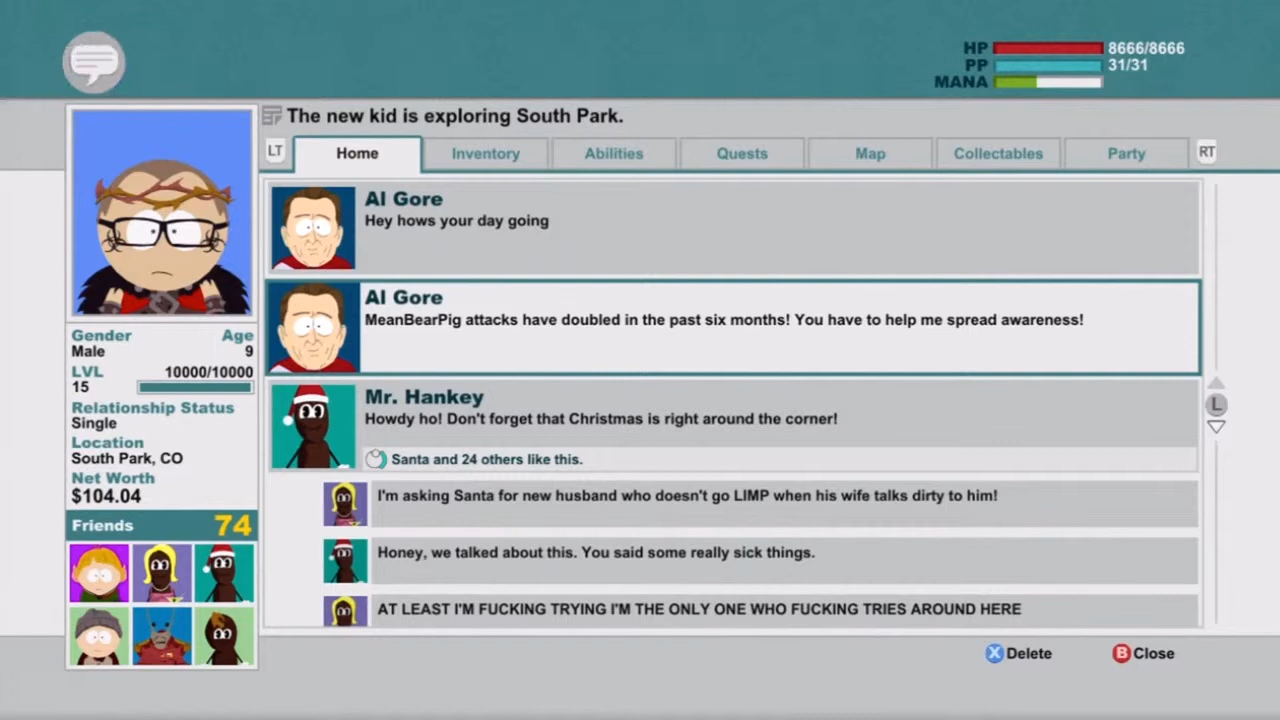 HP 8666/8666
PP 31/31
MANA
The new kid is exploring South Park.
LT Home Inventory Abilities Quests Map Collectables Party RT
Gender Age
Male 9
LVL 10000/10000
15
Relationship Status
Single
Location
South Park, CO
Net Worth
$104.04
Friends 74
Al Gore
Hey hows your day going
Al Gore
MeanBearPig attacks have doubled in the past six months! You have to help me spread awareness!
Mr. Hankey
Howdy ho! Don't forget that Christmas is right around the corner!
Santa and 24 others like this.
I'm asking Santa for new husband who doesn't go LIMP when his wife talks dirty to him!
Honey, we talked about this. You said some really sick things.
AT LEAST I'M FUCKING TRYING I'M THE ONLY ONE WHO FUCKING TRIES AROUND HERE
L
X Delete B Close